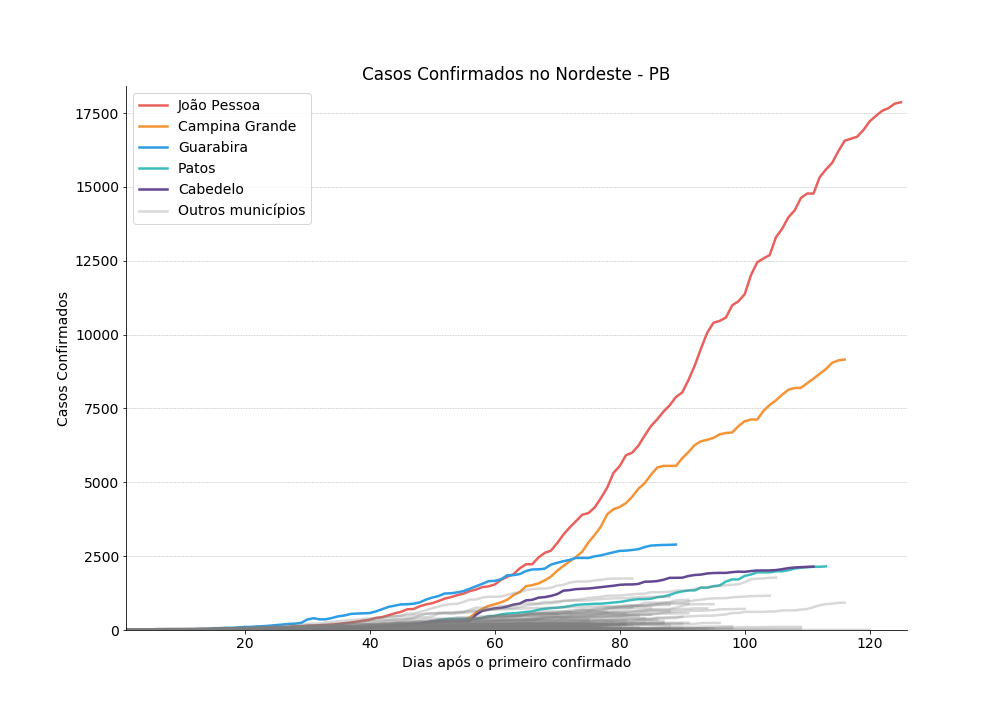 Casos Confirmados no Nordeste - PB
João Pessoa
Campina Grande
Guarabira
Patos
Cabedelo
Outros municípios
Casos Confirmados
17500
15000
12500
10000
7500
5000
2500
0
20 40 60 80 100 120
Dias após o primeiro confirmado